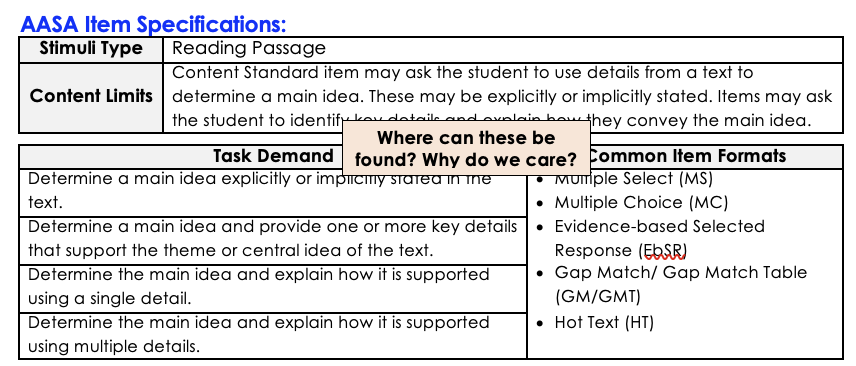 AASA Item Specifications:
Stimuli Type
Reading Passage
Content Limits
Content Standard item may ask the student to use details from a text to
determine a main idea. These may be explicitly or implicitly stated. Items may ask
the student to identify key details and explain how they convey the main idea.
Where can these be
found? Why do we care?
Task Demand
Common Item Formats
Determine a main idea explicitly or implicitly stated in the
text.
Determine a main idea and provide one or more key details
that support the theme or central idea of the text.
Determine the main idea and explain how it is supported
using a single detail.
Determine the main idea and explain how it is supported
using multiple details.
• Multiple Select (MS)
• Multiple Choice (MC)
• Evidence-based Selected
Response (EbSR)
• Gap Match/ Gap Match Table
(GM/GMT)
• Hot Text (HT)